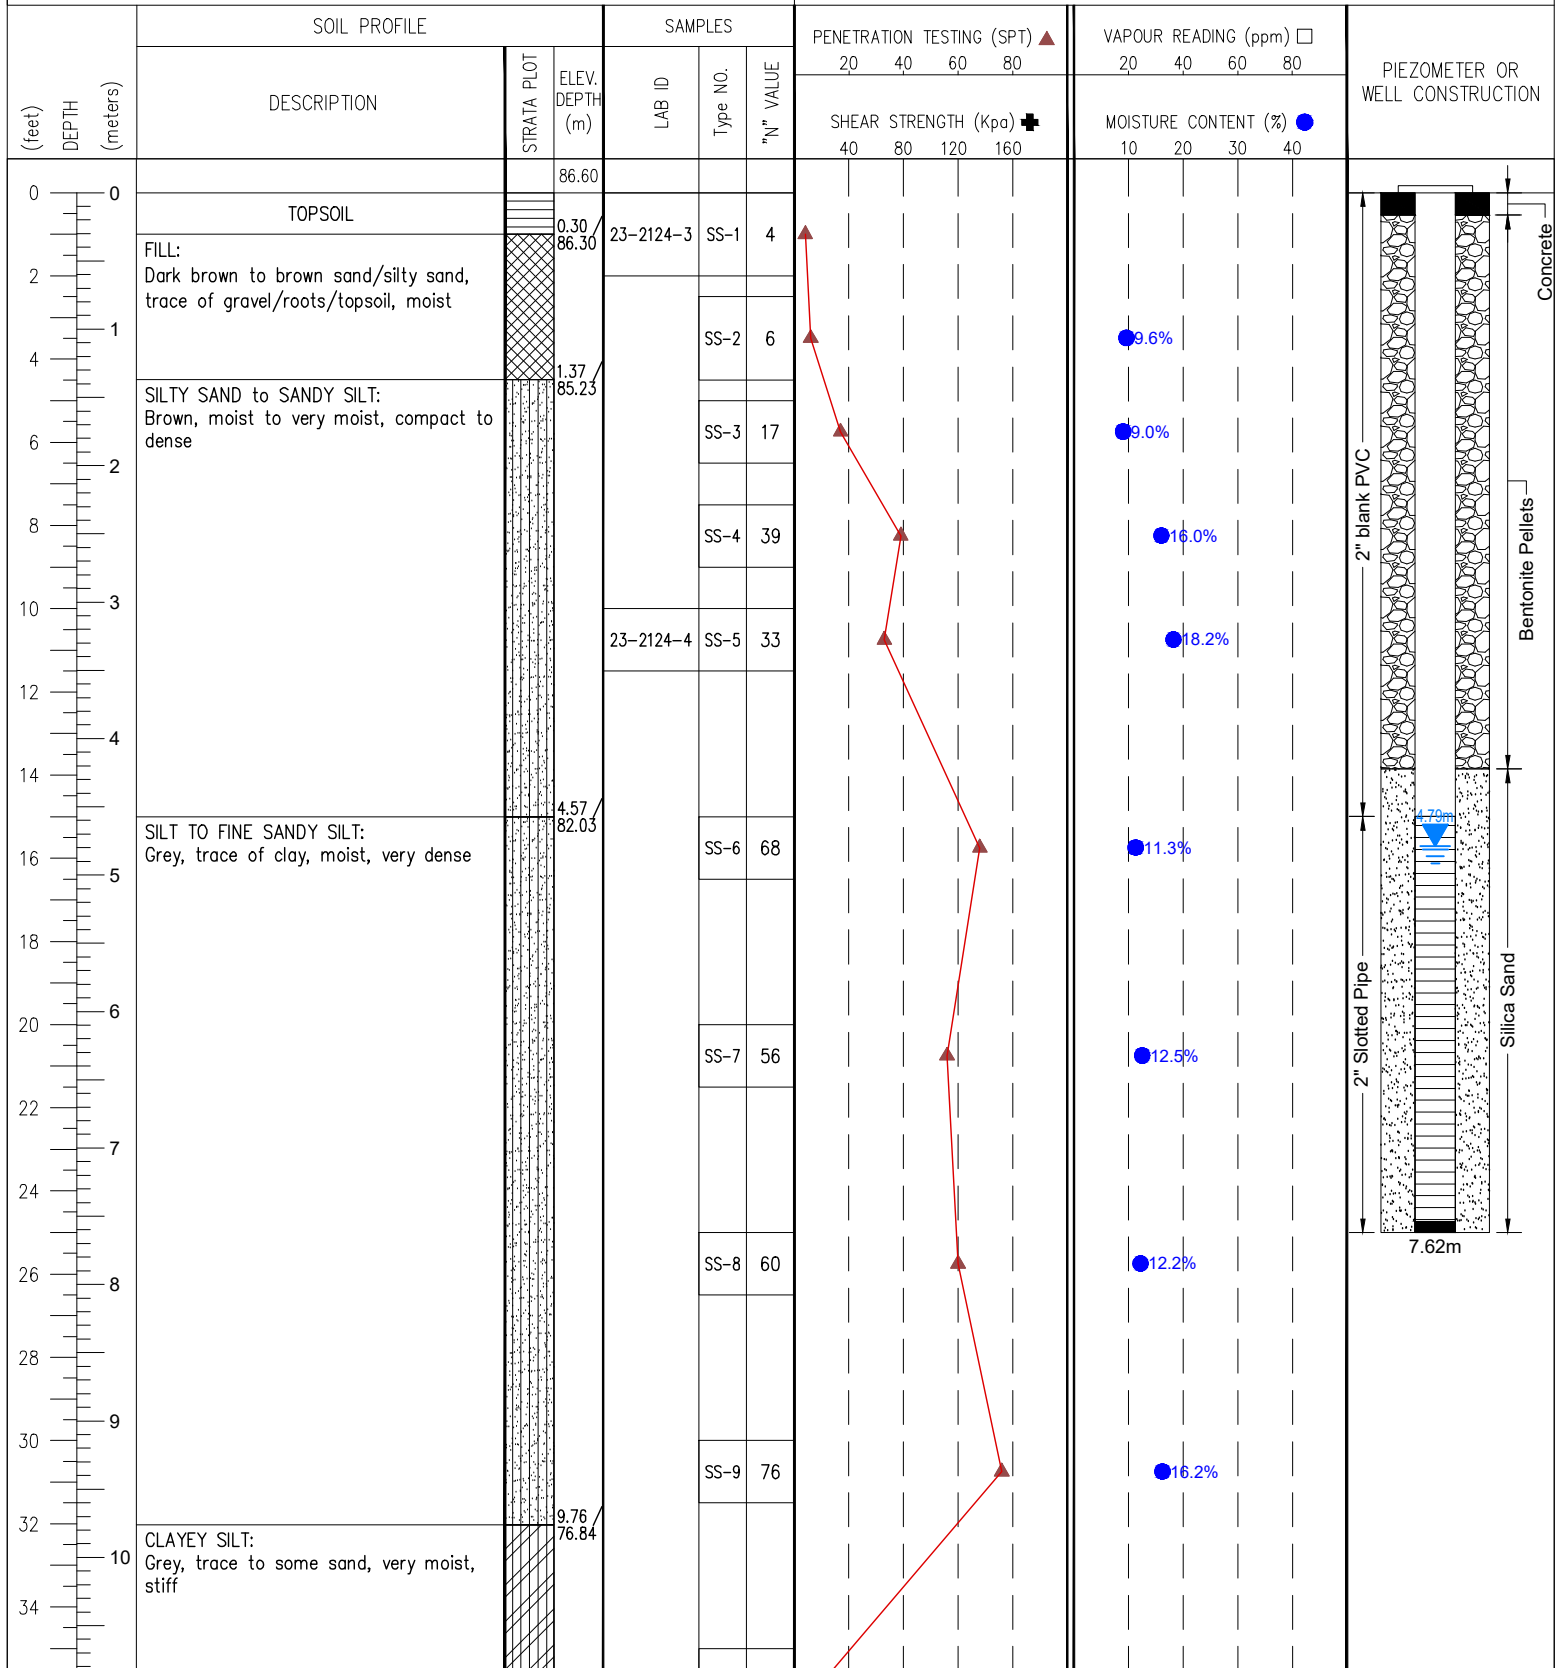 SOIL PROFILE
SAMPLES
PENETRATION TESTING (SPT)
20 40 60 80
SHEAR STRENGTH (Kpa)
40 80 120 160
VAPOUR READING (ppm)
20 40 60 80
MOISTURE CONTENT (%)
10 20 30 40
PIEZOMETER OR
WELL CONSTRUCTION
(feet)
DEPTH
(meters)
DESCRIPTION
STRATA PLOT
ELEV.
DEPTH
(m)
LAB ID
Type NO.
"N" VALUE
86.60
0
0
TOPSOIL
0.30
86.30
23-2124-3 SS-1 4
FILL:
Dark brown to brown sand/silty sand,
trace of gravel/roots/topsoil, moist
2
1
SS-2 6
9.6%
4
1.37
85.23
SILTY SAND to SANDY SILT:
Brown, moist to very moist, compact to
dense
SS-3 17
9.0%
6
2
8
SS-4 39
16.0%
10
3
23-2124-4 SS-5 33
18.2%
12
4
14
4.57
82.03
SILT TO FINE SANDY SILT:
Grey, trace of clay, moist, very dense
SS-6 68
11.3%
16
5
18
6
20
SS-7 56
12.5%
22
7
24
SS-8 60
12.2%
26
8
28
9
30
SS-9 76
16.2%
9.76
76.84
32
CLAYEY SILT:
Grey, trace to some sand, very moist,
stiff
10
34
Concrete
2" blank PVC
Bentonite Pellets
4.79m
2" Slotted Pipe
Silica Sand
7.62m